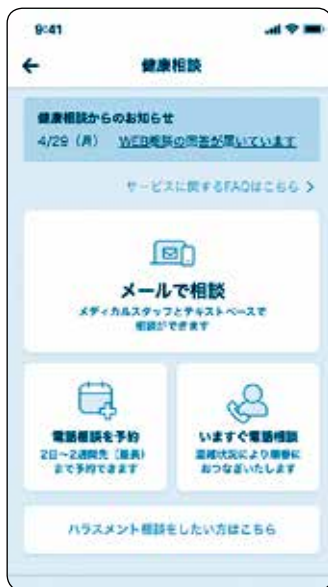 9:41
健康相談
健康相談からのお知らせ
4/29（月） WEB相談の回答が届いています
サービスに関するFAQはこちら
メールで相談
メディカルスタッフとテキストベースで
相談ができます
電話相談を予約
2日〜2週間先（最長）
まで予約できます
いますぐ電話相談
混雑状況により順番に
おつなぎいたします
ハラスメント相談をしたい方はこちら